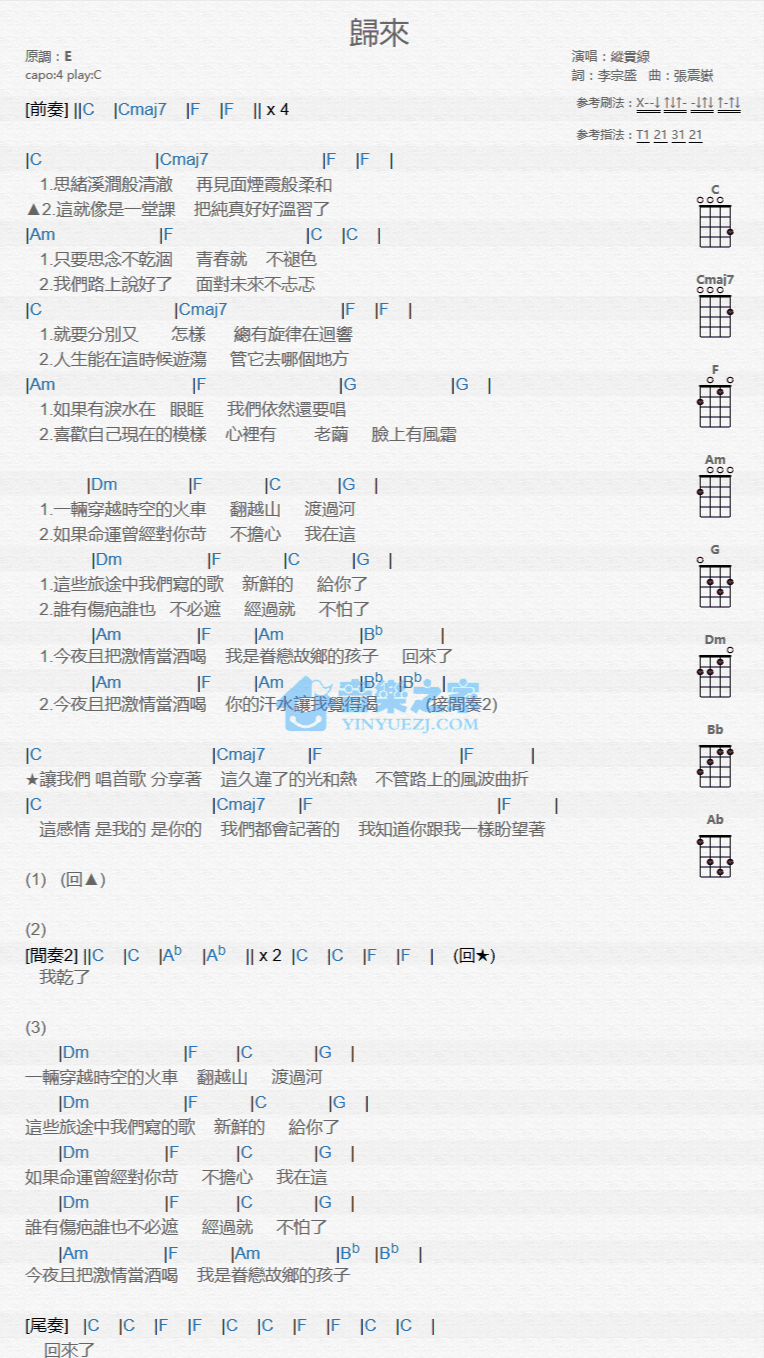 歸來
原調：E
演唱：縱貫線
capo:4 play:C
詞：李宗盛 曲：張震嶽
参考刷法：X--↓ ↑↓↑- -↓↑↓ ↑-↑↓
参考指法：T1 21 31 21
[前奏] ||C |Cmaj7 |F |F || x 4
|C |Cmaj7 |F |F |
1.思緒溪澗般清澈 再見面煙霞般柔和
▲2.這就像是一堂課 把純真好好溫習了
|Am |F |C |C |
1.只要思念不乾涸 青春就 不褪色
2.我們路上說好了 面對未來不忐忑
|C |Cmaj7 |F |F |
1.就要分別又 怎樣 總有旋律在迴響
2.人生能在這時候遊蕩 管它去哪個地方
|Am |F |G |G |
1.如果有淚水在 眼眶 我們依然還要唱
2.喜歡自己現在的模樣 心裡有 老繭 臉上有風霜
|Dm |F |C |G |
1.一輛穿越時空的火車 翻越山 渡過河
2.如果命運曾經對你苛 不擔心 我在這
|Dm |F |C |G |
1.這些旅途中我們寫的歌 新鮮的 給你了
2.誰有傷疤誰也 不必遮 經過就 不怕了
|Am |F |Am |Bb |
1.今夜且把激情當酒喝 我是眷戀故鄉的孩子 回來了
|Am |F |Am |Bb |Bb |
2.今夜且把激情當酒喝 你的汗水讓我覺得渴 (接間奏2)
音樂之家
YINYUEZJ.COM
|C |Cmaj7 |F |F |
★讓我們 唱首歌 分享著 這久違了的光和熱 不管路上的風波曲折
|C |Cmaj7 |F |F |
這感情 是我的 是你的 我們都會記著的 我知道你跟我一樣盼望著
(1) (回▲)
(2)
[間奏2] ||C |C |Ab |Ab || x 2 |C |C |F |F | (回★)
我乾了
(3)
|Dm |F |C |G |
一輛穿越時空的火車 翻越山 渡過河
|Dm |F |C |G |
這些旅途中我們寫的歌 新鮮的 給你了
|Dm |F |C |G |
如果命運曾經對你苛 不擔心 我在這
|Dm |F |C |G |
誰有傷疤誰也不必遮 經過就 不怕了
|Am |F |Am |Bb |Bb |
今夜且把激情當酒喝 我是眷戀故鄉的孩子
[尾奏] |C |C |F |F |C |C |F |F |C |C |
回來了
C
Cmaj7
F
Am
G
Dm
Bb
Ab